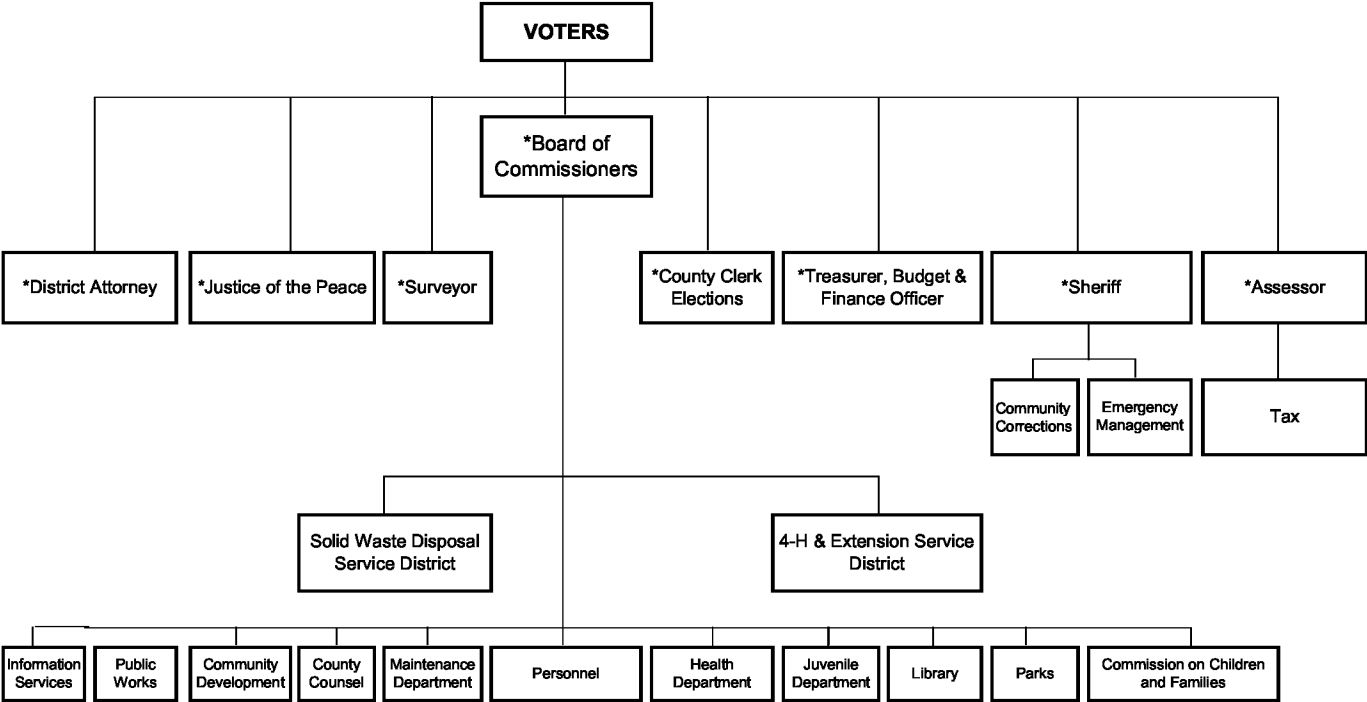 VOTERS
*Board of
Commissioners
*District Attorney
*Justice of the Peace
*Surveyor
*County Clerk
Elections
*Treasurer, Budget &
Finance Officer
*Sheriff
*Assessor
Community
Corrections
Emergency
Management
Tax
Solid Waste Disposal
Service District
4-H & Extension Service
District
Information
Services
Public
Works
Community
Development
County
Counsel
Maintenance
Department
Personnel
Health
Department
Juvenile
Department
Library
Parks
Commission on Children
and Families